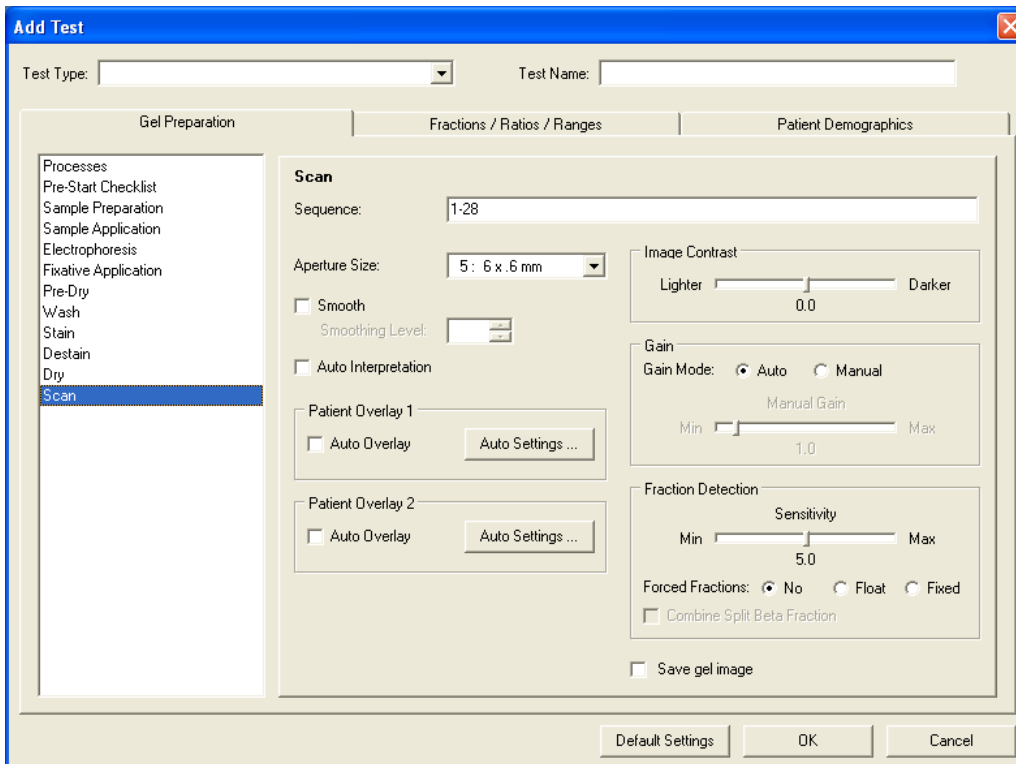 Add Test
Test Type:
Test Name:
Gel Preparation
Fractions / Ratios / Ranges
Patient Demographics
Processes
Pre-Start Checklist
Sample Preparation
Sample Application
Electrophoresis
Fixative Application
Pre-Dry
Wash
Stain
Destain
Dry
Scan
Scan
Sequence: 1-28
Aperture Size: 5 : 6 x .6 mm
Smooth
Smoothing Level:
Auto Interpretation
Patient Overlay 1
Auto Overlay Auto Settings ...
Patient Overlay 2
Auto Overlay Auto Settings ...
Image Contrast
Lighter Darker
0.0
Gain
Gain Mode: Auto Manual
Manual Gain
Min Max
1.0
Fraction Detection
Sensitivity
Min Max
5.0
Forced Fractions: No Float Fixed
Combine Split Beta Fraction
Save gel image
Default Settings OK Cancel